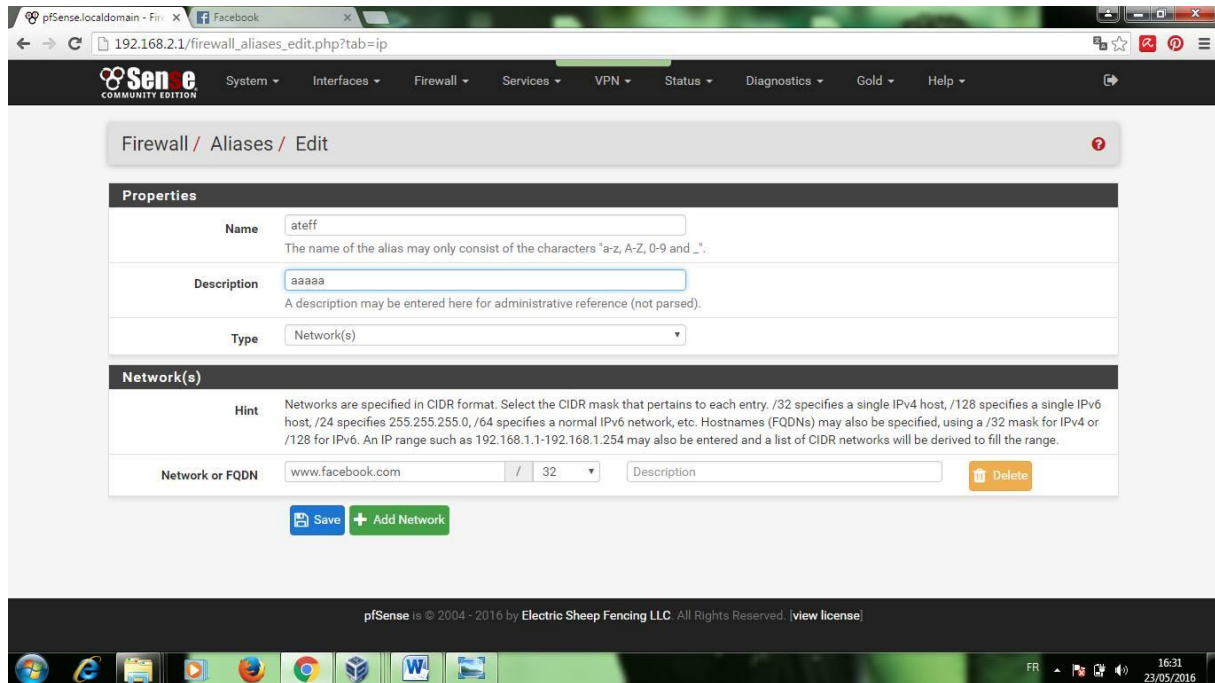 pfSense.localdomain - Fire
Facebook
192.168.2.1/firewall_aliases_edit.php?tab=ip
Sense
COMMUNITY EDITION
System
Interfaces
Firewall
Services
VPN
Status
Diagnostics
Gold
Help
Firewall / Aliases / Edit
Properties
Name
ateff
The name of the alias may only consist of the characters "a-z, A-Z, 0-9 and _".
Description
aaaaa
A description may be entered here for administrative reference (not parsed).
Type
Network(s)
Network(s)
Hint
Networks are specified in CIDR format. Select the CIDR mask that pertains to each entry. /32 specifies a single IPv4 host, /128 specifies a single IPv6
host, /24 specifies 255.255.255.0, /64 specifies a normal IPv6 network, etc. Hostnames (FQDNs) may also be specified, using a /32 mask for IPv4 or
/128 for IPv6. An IP range such as 192.168.1.1-192.168.1.254 may also be entered and a list of CIDR networks will be derived to fill the range.
Network or FQDN
www.facebook.com
/ 32
Description
Delete
Save
Add Network
pfSense is © 2004 - 2016 by Electric Sheep Fencing LLC. All Rights Reserved. [view license]
FR
16:31
23/05/2016